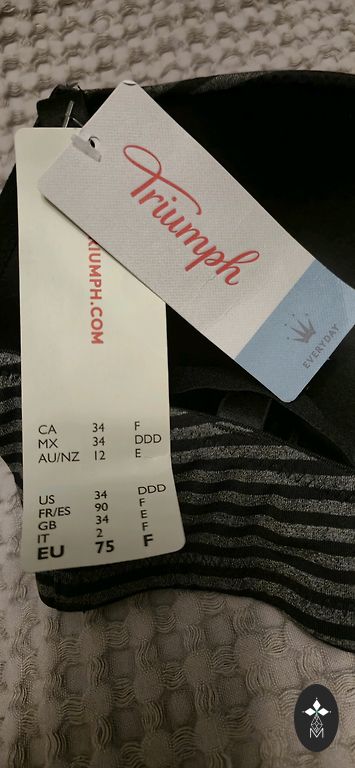 Triumph
EVERYDAY
RIUMPH.COM
CA 34 F
MX 34 DDD
AU/NZ 12 E
US 34 DDD
FR/ES 90 F
GB 34 E
IT 2 F
EU 75 F
M